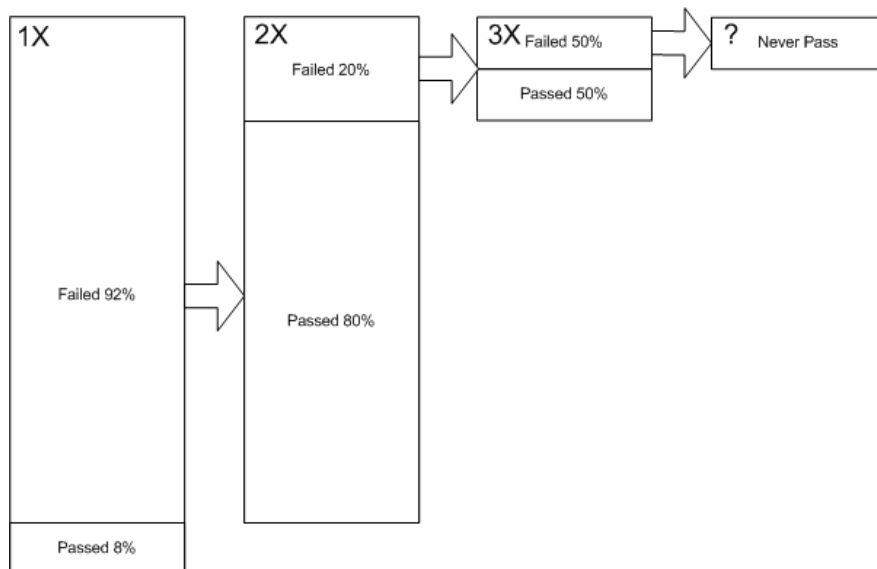 1X
Failed 92%
Passed 8%
2X
Failed 20%
Passed 80%
3X
Failed 50%
Passed 50%
?
Never Pass